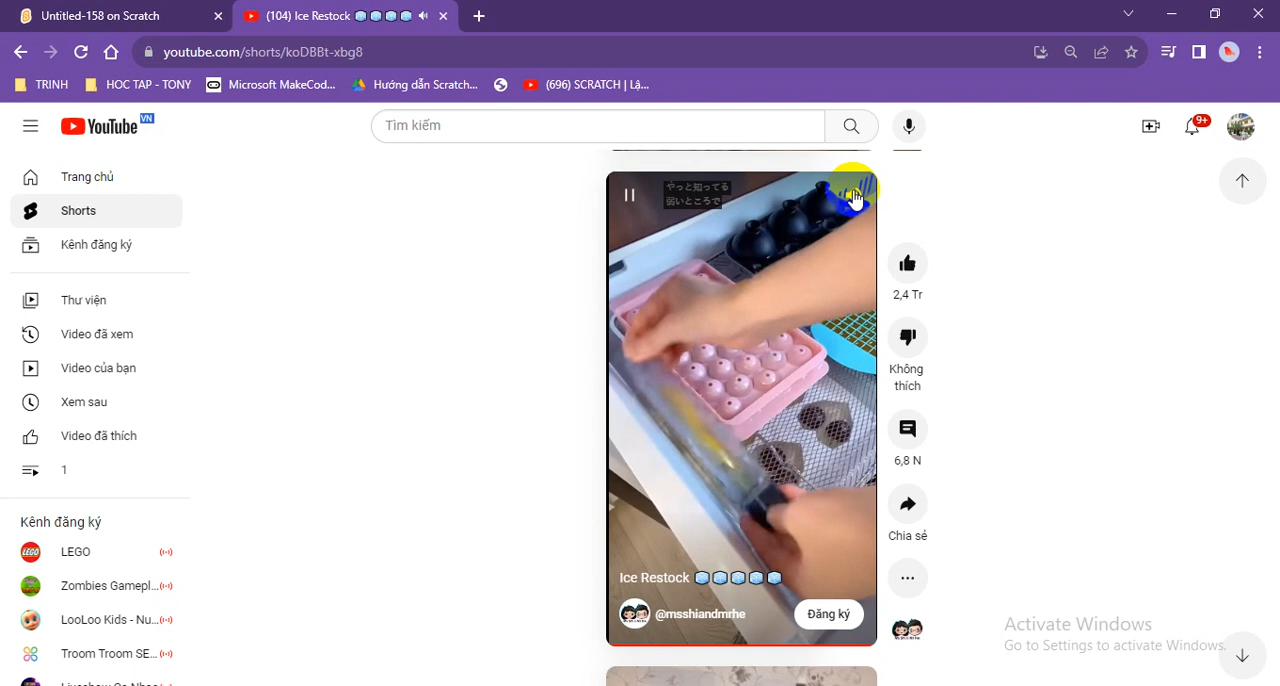 Untitled-158 on Scratch
(104) Ice Restock 🧊🧊🧊🧊
youtube.com/shorts/koDBBt-xbg8
TRINH
HOC TAP - TONY
Microsoft MakeCod...
Hướng dẫn Scratch...
(696) SCRATCH | Lậ...
YouTube VN
Tìm kiếm
9+
Trang chủ
Shorts
Kênh đăng ký
Thư viện
Video đã xem
Video của bạn
Xem sau
Video đã thích
1
Kênh đăng ký
LEGO
Zombies Gamepl...
LooLoo Kids - Nu...
Troom Troom SE...
やっと知ってる
弱いところで
2,4 Tr
Không
thích
6,8 N
Chia sẻ
Ice Restock 🧊🧊🧊🧊🧊
@msshiandmrhe
Đăng ký
Activate Windows
Go to Settings to activate Windows.